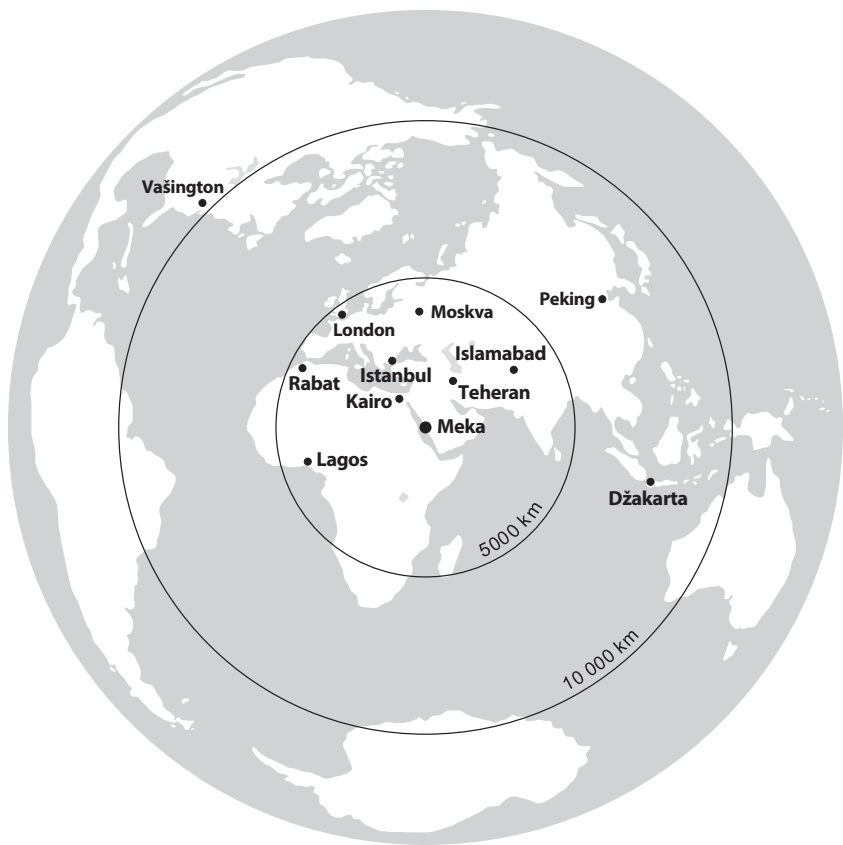 Vašington
Peking
Moskva
London
Islamabad
Rabat
Istanbul
Teheran
Kairo
Meka
Lagos
Džakarta
5000 km
10 000 km